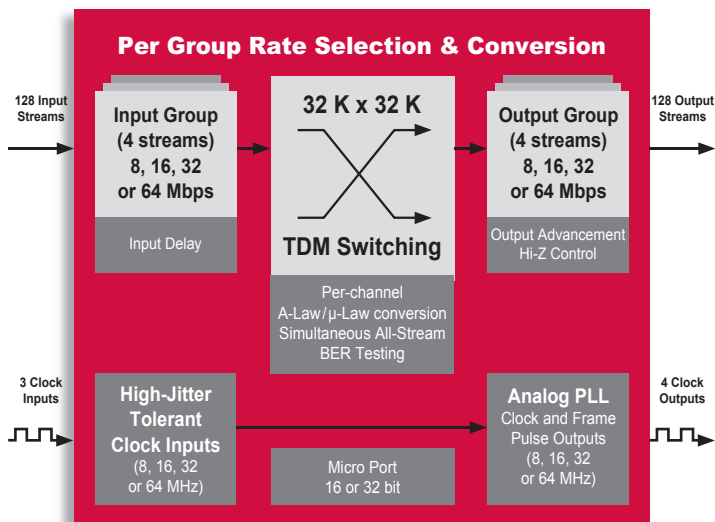 Per Group Rate Selection & Conversion
128 Input
Streams
Input Group
(4 streams)
8, 16, 32
or 64 Mbps
Input Delay
32 K x 32 K
TDM Switching
Per-channel
A-Law/µ-Law conversion
Simultaneous All-Stream
BER Testing
Output Group
(4 streams)
8, 16, 32
or 64 Mbps
Output Advancement
Hi-Z Control
128 Output
Streams
3 Clock
Inputs
High-Jitter
Tolerant
Clock Inputs
(8, 16, 32
or 64 MHz)
Micro Port
16 or 32 bit
Analog PLL
Clock and Frame
Pulse Outputs
(8, 16, 32
or 64 MHz)
4 Clock
Outputs